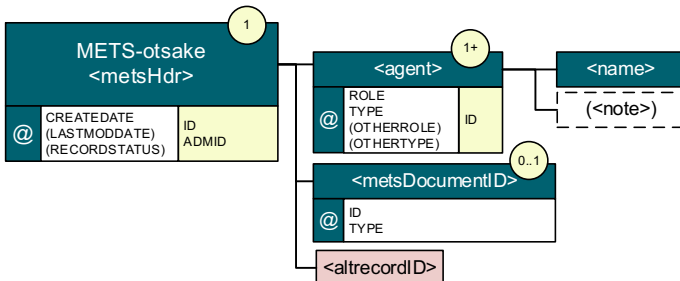 1
METS-otsake
<metsHdr>
@
CREATEDATE
(LASTMODDATE)
(RECORDSTATUS)
ID
ADMID
1+
<agent>
@
ROLE
TYPE
(OTHERROLE)
(OTHERTYPE)
ID
<name>
(<note>)
0..1
<metsDocumentID>
@
ID
TYPE
<altrecordID>